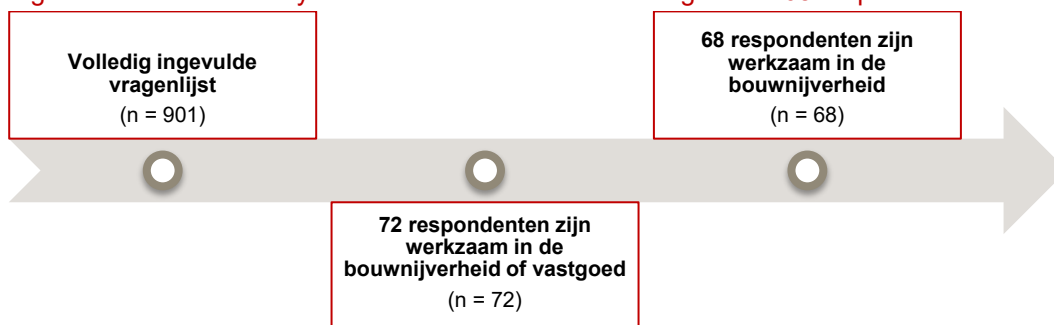 Volledig ingevulde
vragenlijst
(n = 901)
72 respondenten zijn
werkzaam in de
bouwnijverheid of vastgoed
(n = 72)
68 respondenten zijn
werkzaam in de
bouwnijverheid
(n = 68)